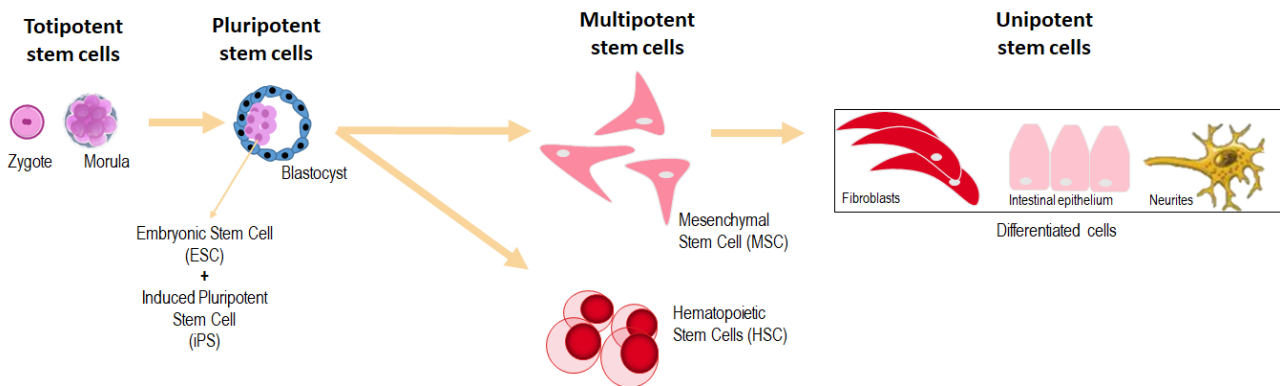 Totipotent
stem cells
Pluripotent
stem cells
Multipotent
stem cells
Unipotent
stem cells
Zygote
Morula
Blastocyst
Embryonic Stem Cell
(ESC)
+
Induced Pluripotent
Stem Cell
(iPS)
Mesenchymal
Stem Cell (MSC)
Hematopoietic
Stem Cells (HSC)
Fibroblasts
Intestinal epithelium
Neurites
Differentiated cells